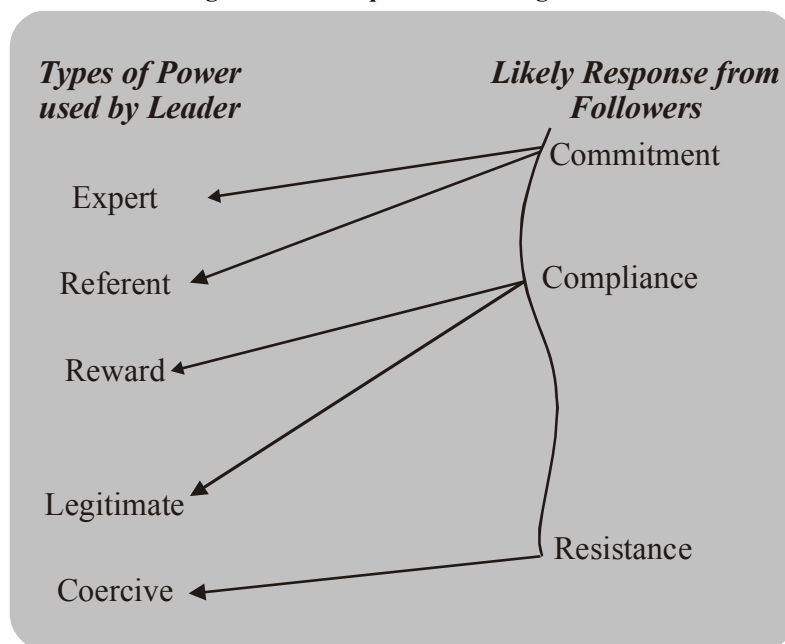 Types of Power
used by Leader
Likely Response from
Followers
Commitment
Expert
Referent
Compliance
Reward
Legitimate
Resistance
Coercive